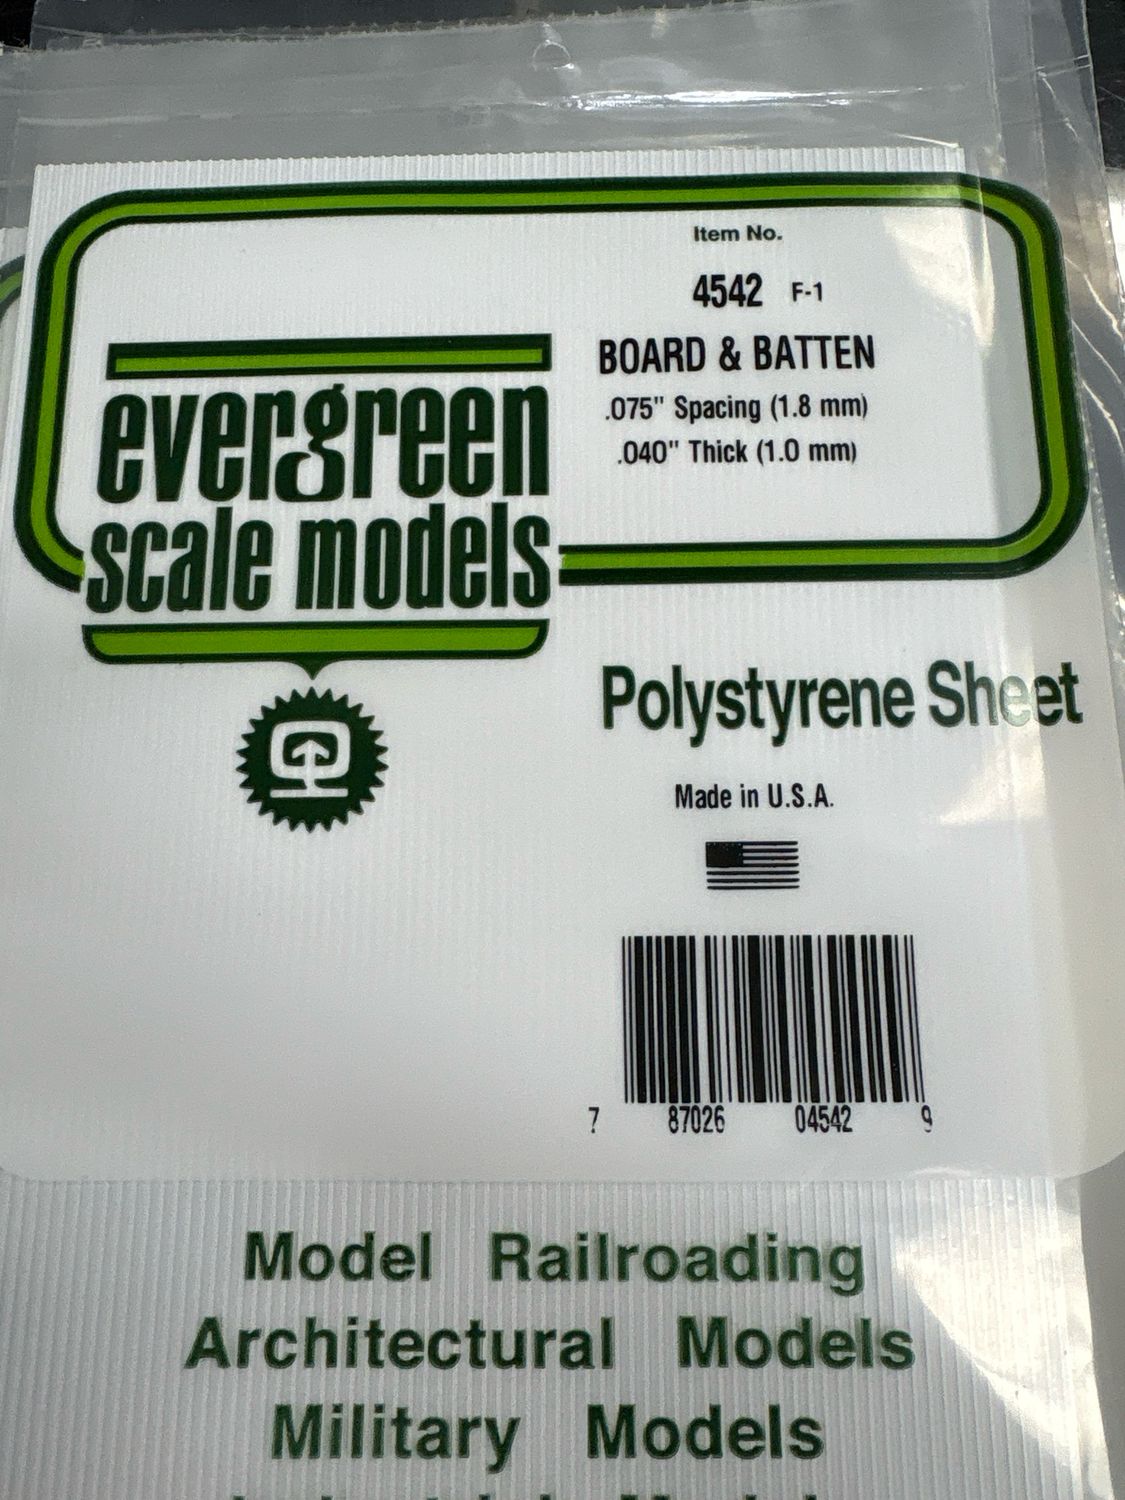 Item No.
4542 F-1
BOARD & BATTEN
.075" Spacing (1.8 mm)
.040" Thick (1.0 mm)
evergreen
scale models
Polystyrene Sheet
Made in U.S.A.
7 87026 04542 9
Model Railroading
Architectural Models
Military Models